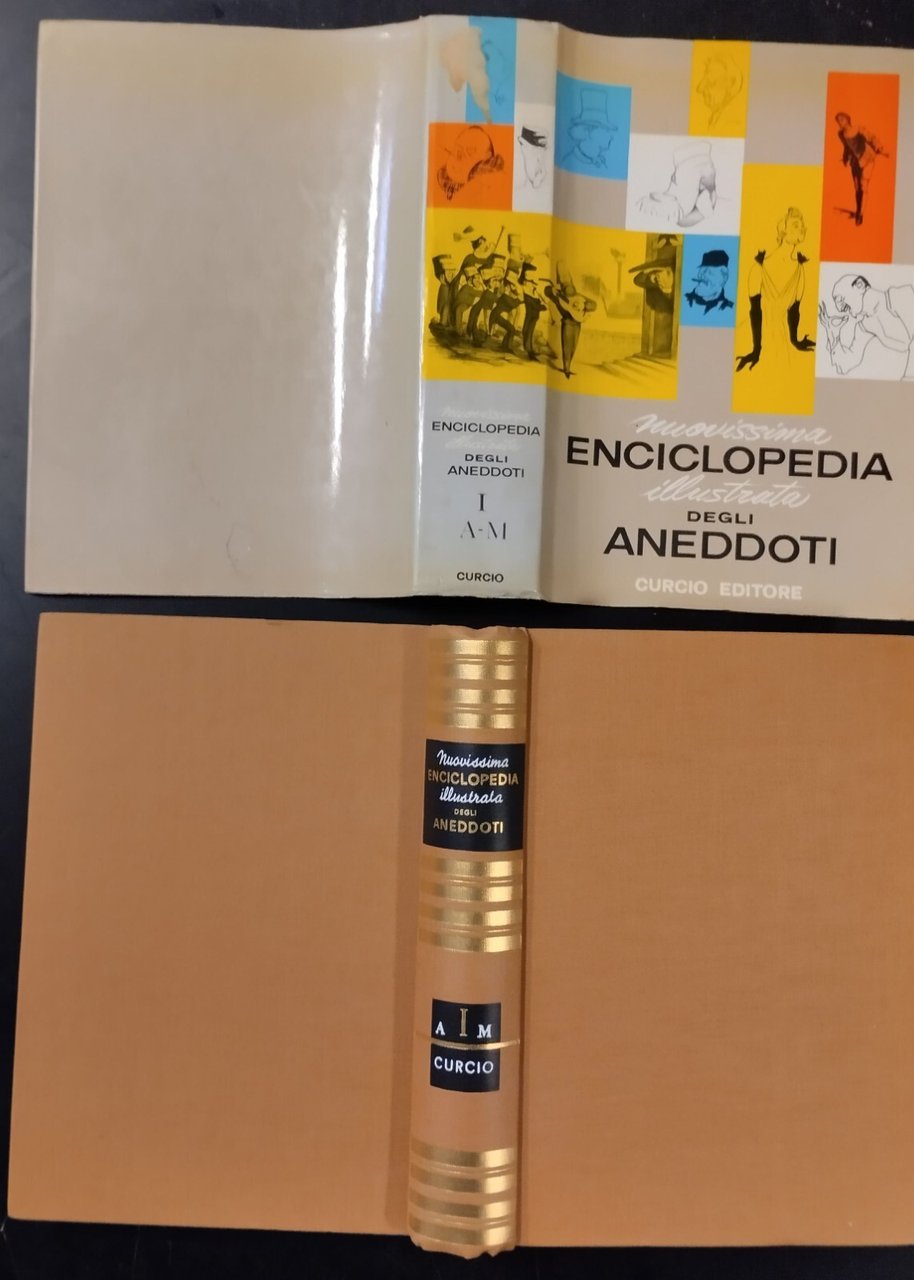 nuovissima
ENCICLOPEDIA
illustrata
DEGLI
ANEDDOTI
I
A-M
CURCIO
nuovissima
ENCICLOPEDIA
illustrata
DEGLI
ANEDDOTI
CURCIO EDITORE
Nuovissima
ENCICLOPEDIA
illustrata
DEGLI
ANEDDOTI
A I M
CURCIO